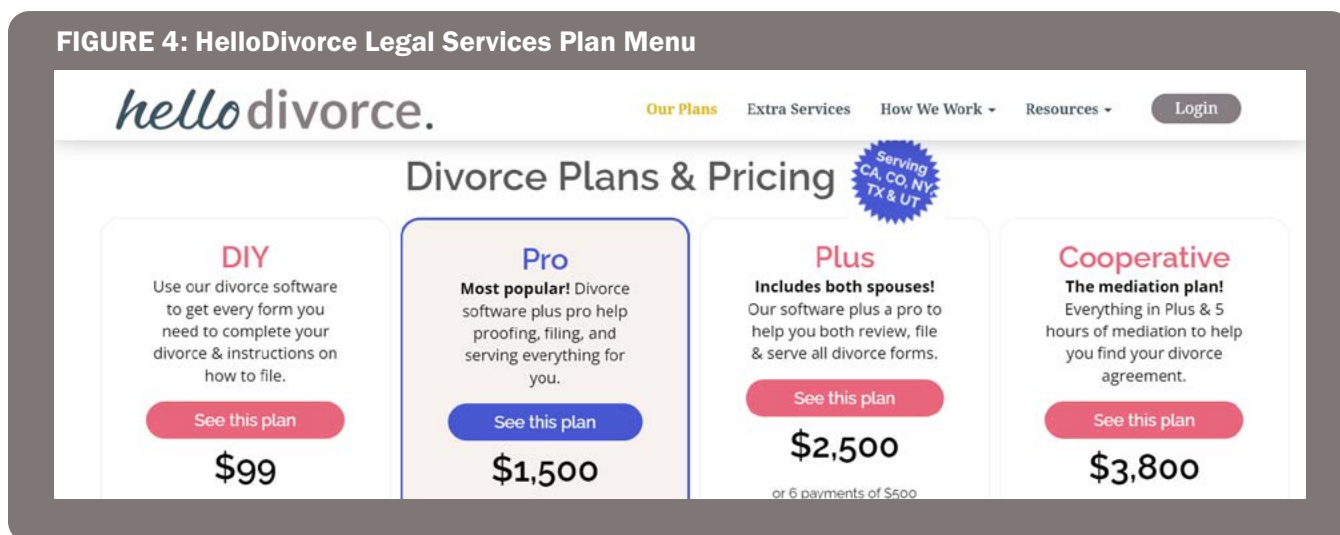 FIGURE 4: HelloDivorce Legal Services Plan Menu
hello divorce.
Our Plans
Extra Services
How We Work
Resources
Login
Divorce Plans & Pricing
Serving
CA, CO, NY,
TX & UT
DIY
Use our divorce software
to get every form you
need to complete your
divorce & instructions on
how to file.
See this plan
$99
Pro
Most popular! Divorce
software plus pro help
proofing, filing, and
serving everything for
you.
See this plan
$1,500
Plus
Includes both spouses!
Our software plus a pro to
help you both review, file
& serve all divorce forms.
See this plan
$2,500
or 6 payments of $500
Cooperative
The mediation plan!
Everything in Plus & 5
hours of mediation to help
you find your divorce
agreement.
See this plan
$3,800